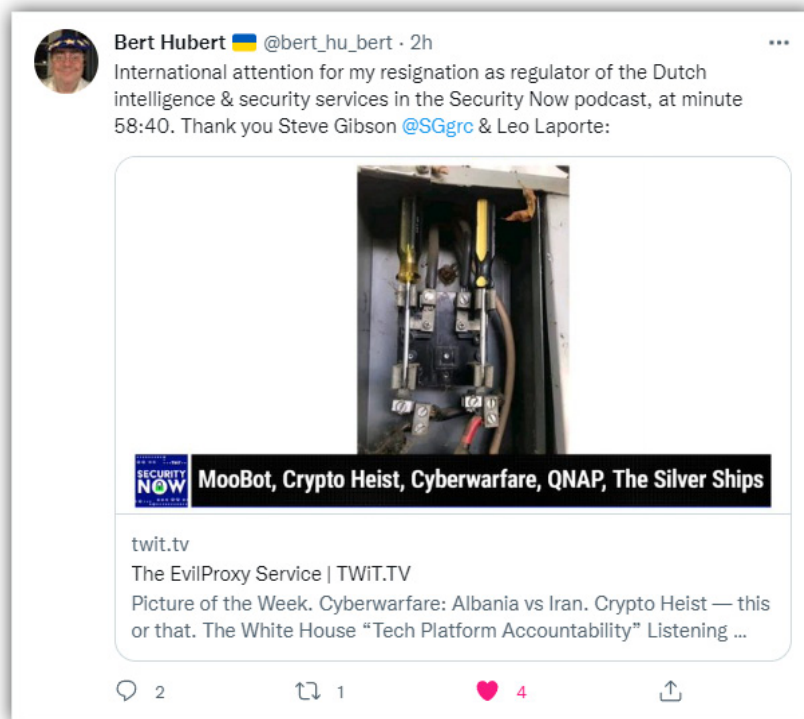 Bert Hubert 🇺🇦 @bert_hu_bert · 2h
International attention for my resignation as regulator of the Dutch
intelligence & security services in the Security Now podcast, at minute
58:40. Thank you Steve Gibson @SGgrc & Leo Laporte:
SECURITY
NOW
MooBot, Crypto Heist, Cyberwarfare, QNAP, The Silver Ships
twit.tv
The EvilProxy Service | TWiT.TV
Picture of the Week. Cyberwarfare: Albania vs Iran. Crypto Heist — this
or that. The White House “Tech Platform Accountability” Listening ...
2 1 4